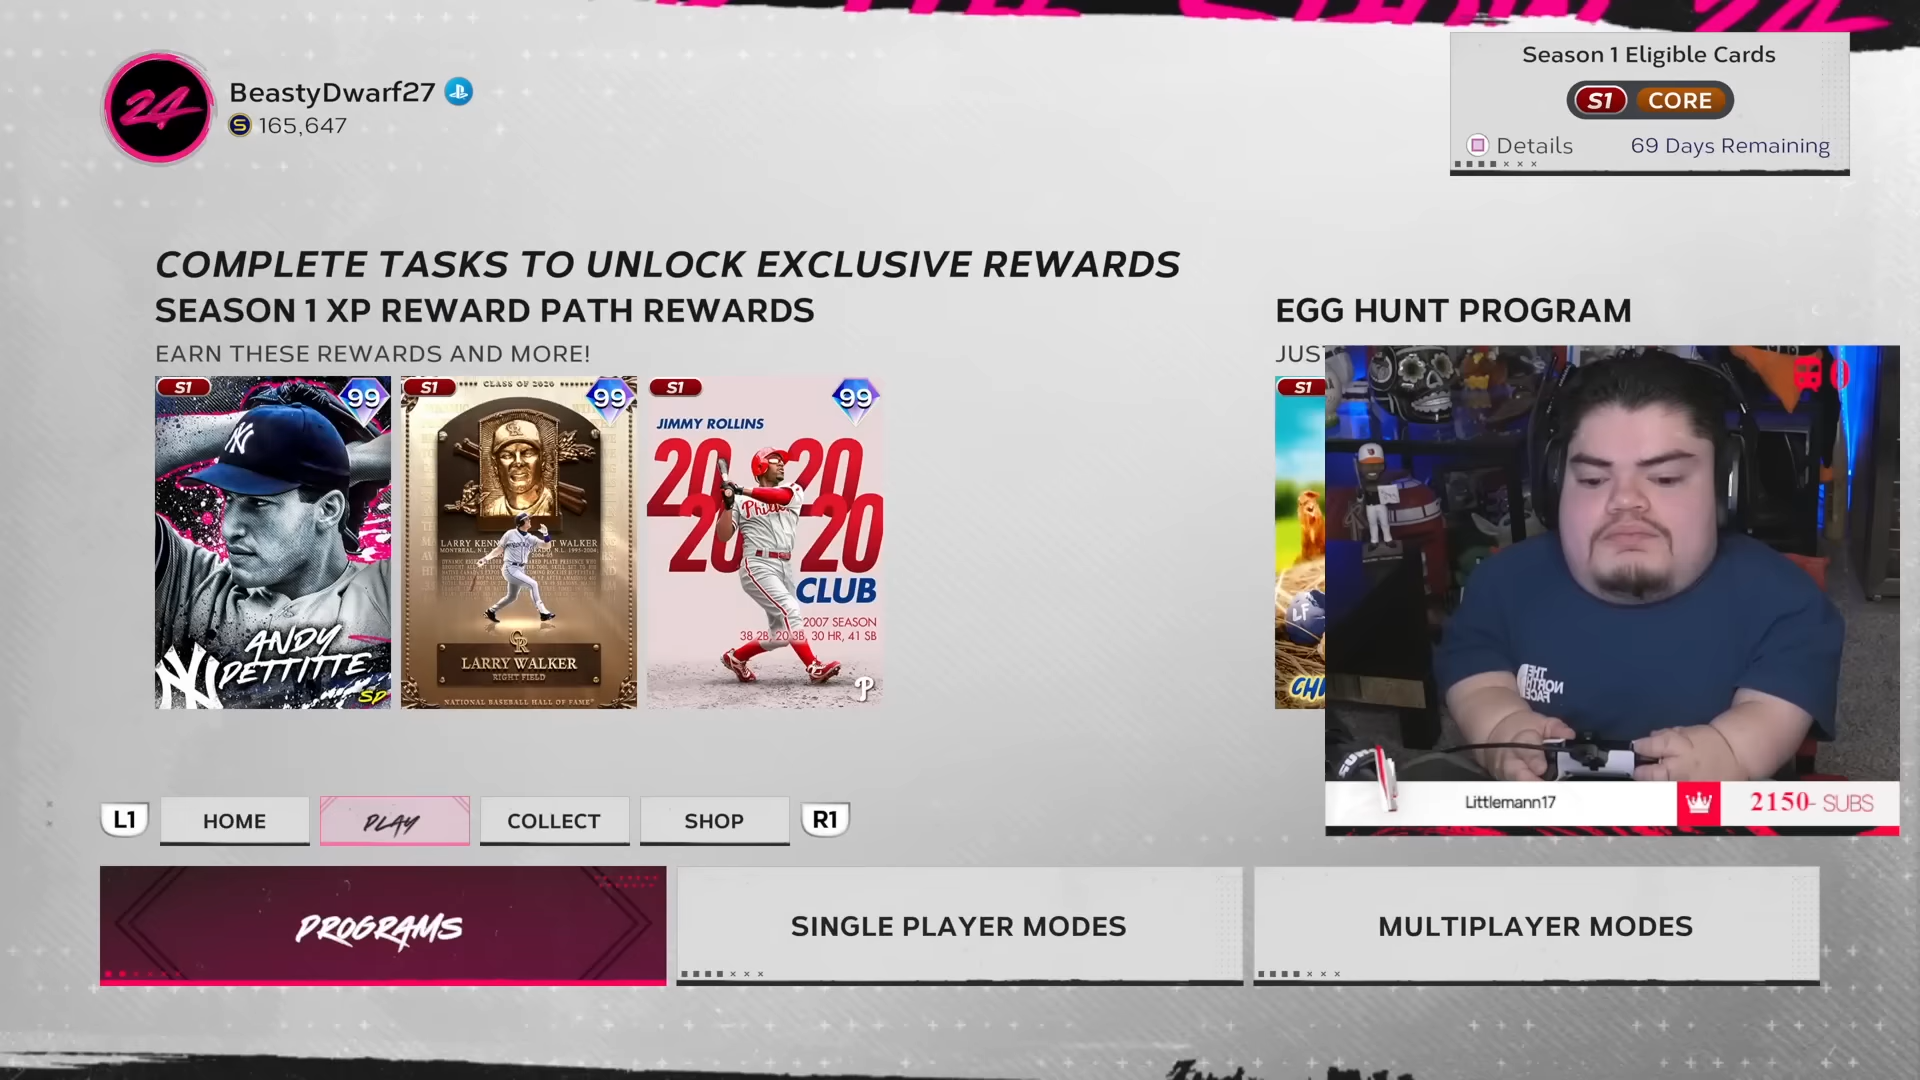 BeastyDwarf27
165,647
Season 1 Eligible Cards
S1 CORE
Details 69 Days Remaining
COMPLETE TASKS TO UNLOCK EXCLUSIVE REWARDS
SEASON 1 XP REWARD PATH REWARDS
EARN THESE REWARDS AND MORE!
S1 99
ANDY
PETTITTE
SP
S1 99
CLASS OF 2020
LARRY WALKER
RIGHT FIELD
NATIONAL BASEBALL HALL OF FAME
S1 99
JIMMY ROLLINS
20 20
20 20
CLUB
2007 SEASON
38 2B, 20 3B, 30 HR, 41 SB
EGG HUNT PROGRAM
S1
THE
NORTH
FACE
Littlemann17
2150- SUBS
L1 HOME PLAY COLLECT SHOP R1
PROGRAMS
SINGLE PLAYER MODES
MULTIPLAYER MODES